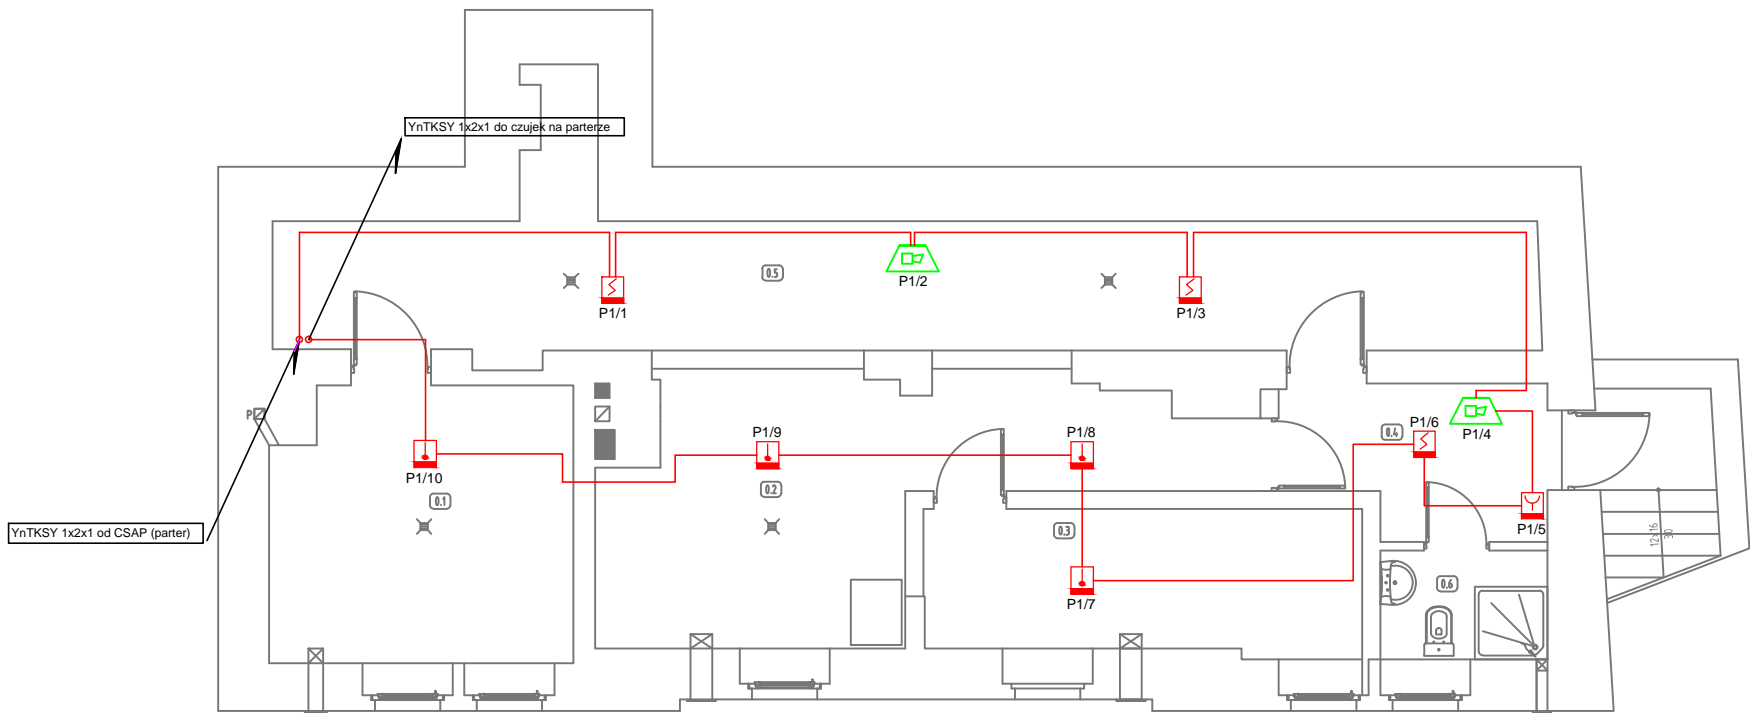 YnTKSY 1x2x1 do czujek na parterze
0.5
P1/1
P1/2
P1/3
P
P1/10
0.1
P1/9
0.2
P1/8
0.3
P1/7
0.4
P1/6
P1/4
P1/5
12x16
30
0.6
YnTKSY 1x2x1 od CSAP (parter)